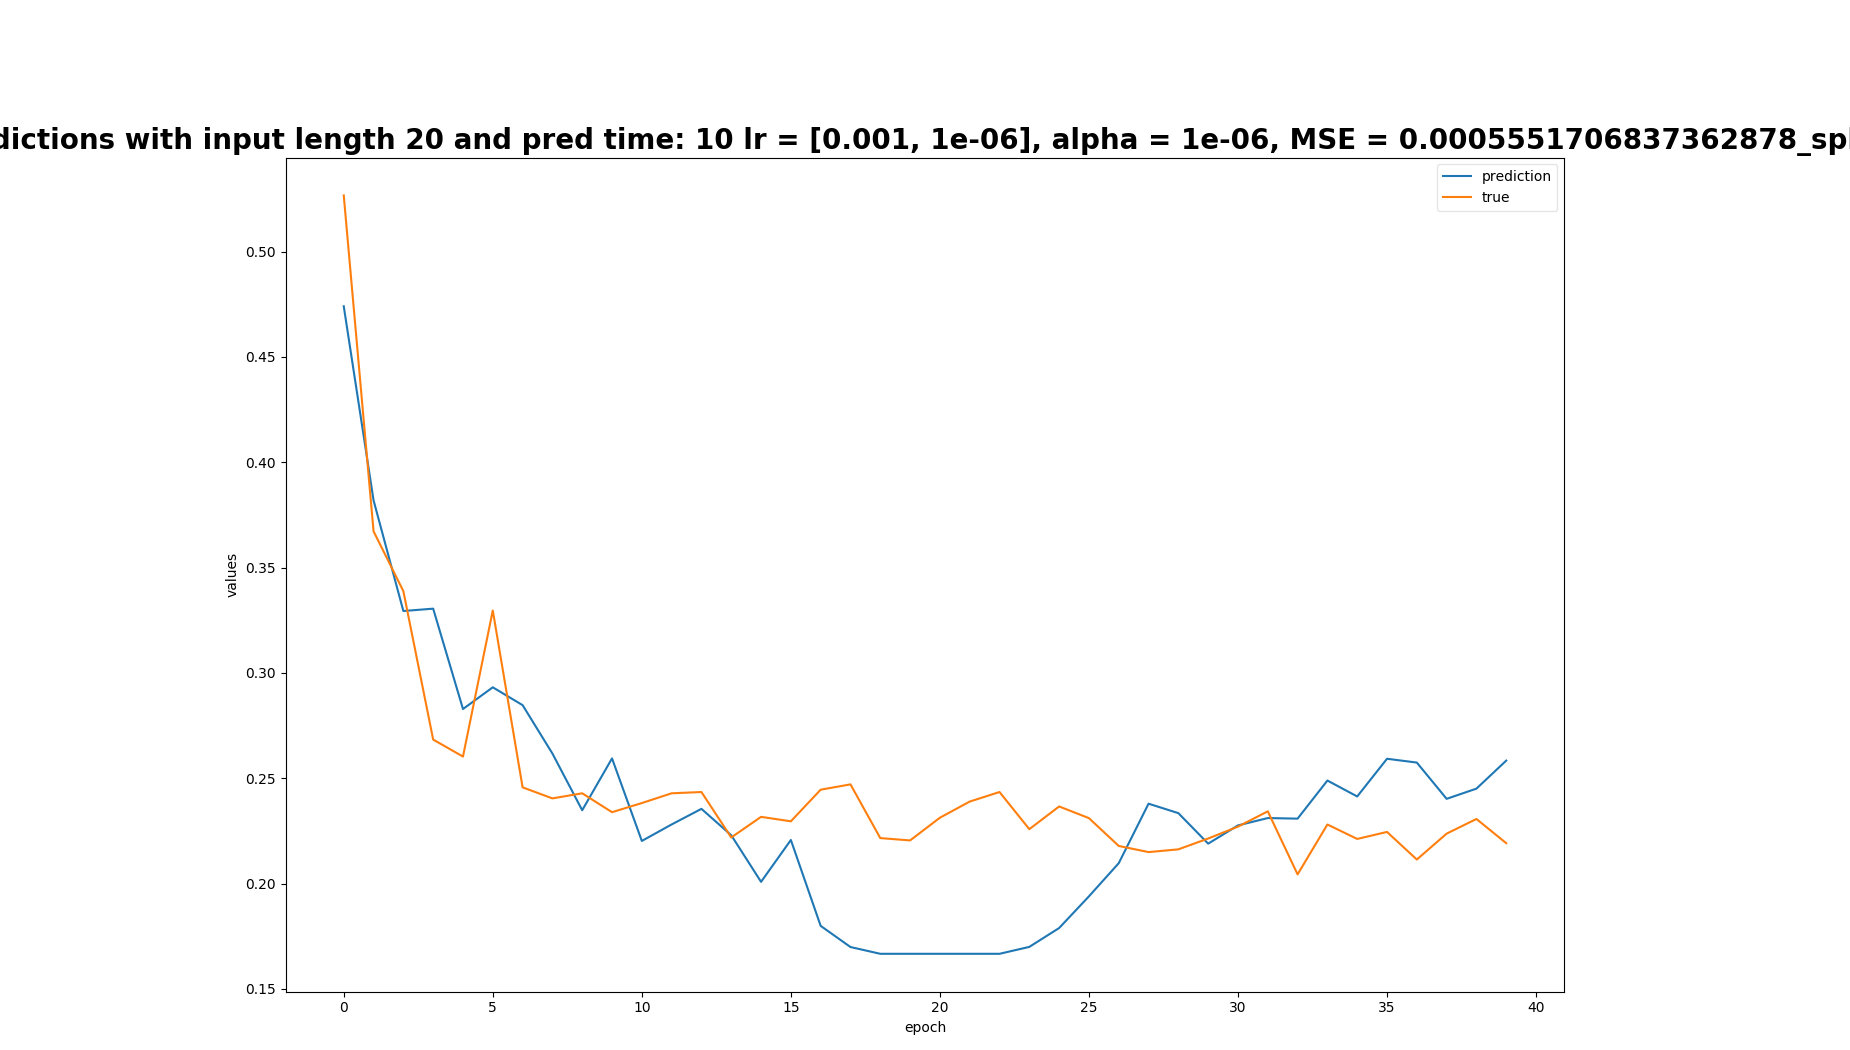 dictions with input length 20 and pred time: 10 lr = [0.001, 1e-06], alpha = 1e-06, MSE = 0.0005551706837362878_spl
prediction
true
0.50
0.45
0.40
0.35
0.30
0.25
0.20
0.15
values
0 5 10 15 20 25 30 35 40
epoch